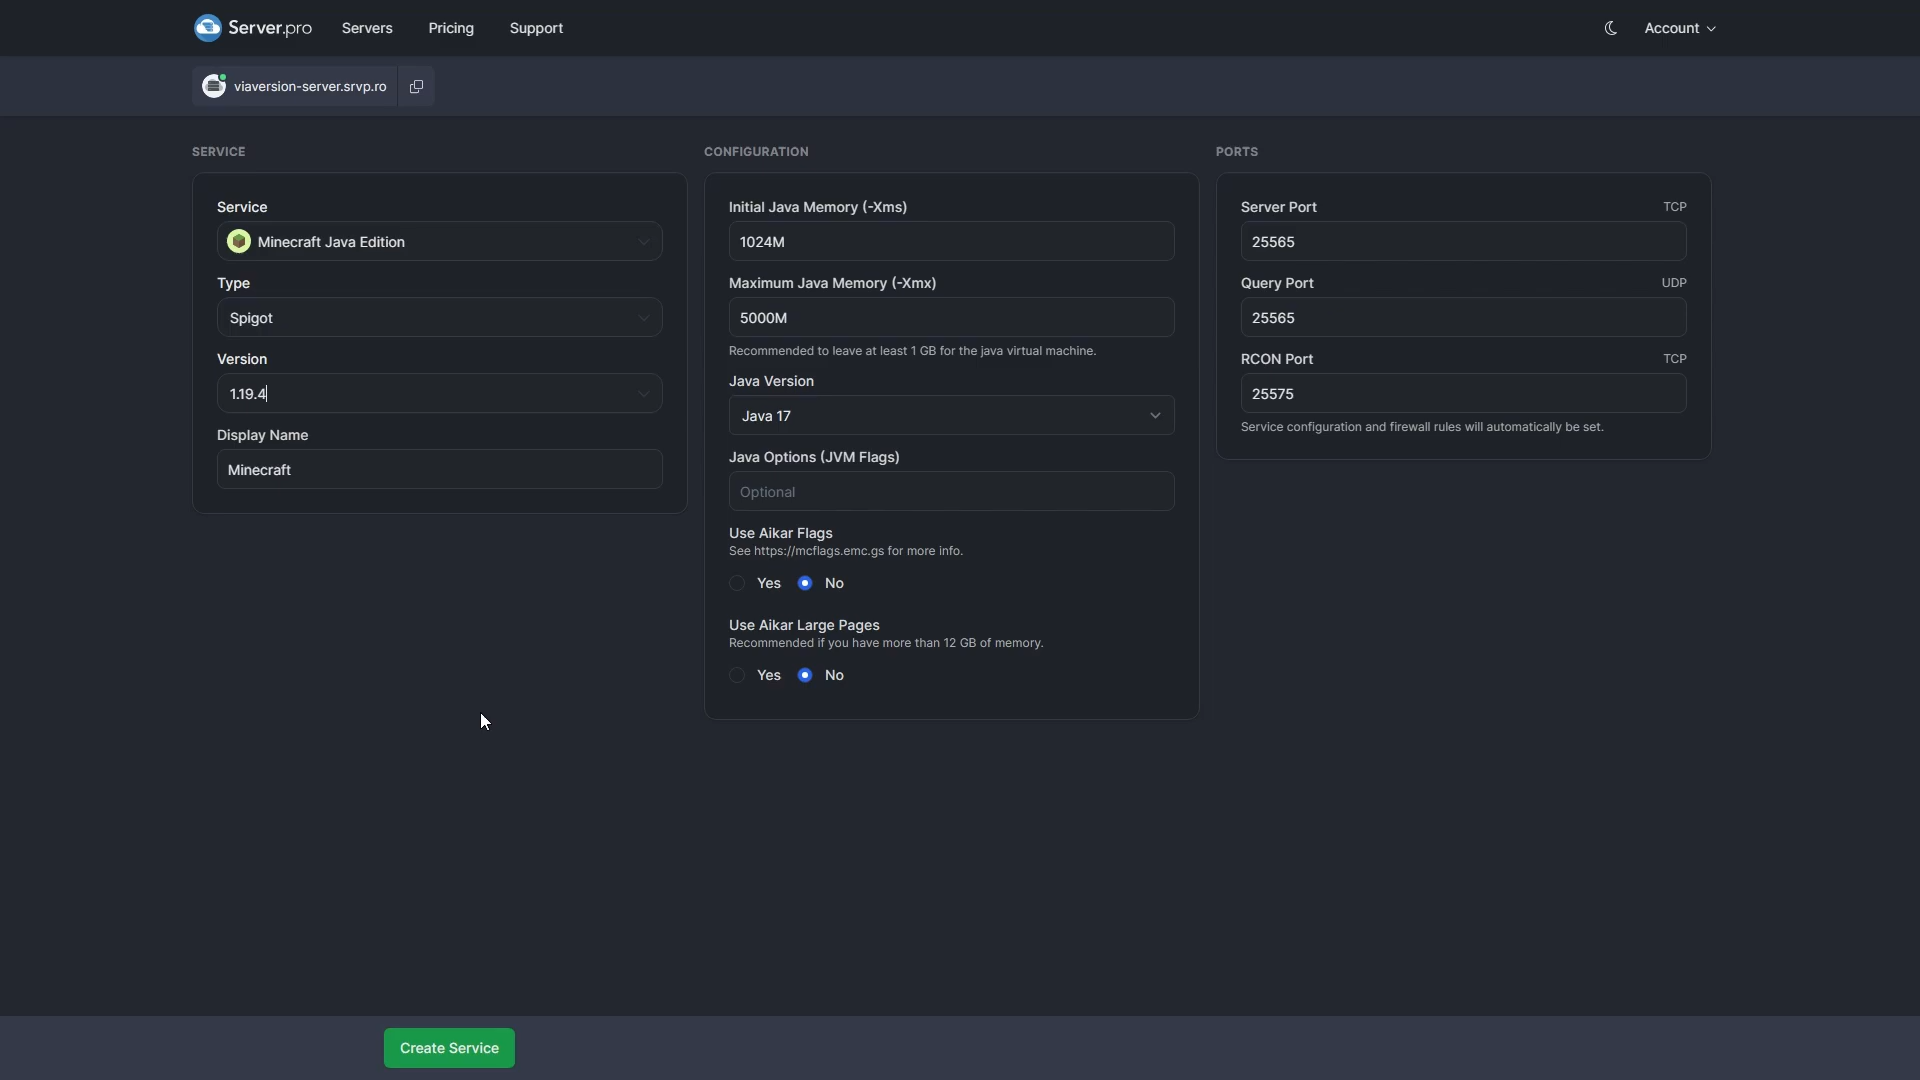 Server.pro
Servers
Pricing
Support
Account
viaversion-server.srvp.ro
SERVICE
Service
Minecraft Java Edition
Type
Spigot
Version
1.19.4
Display Name
Minecraft
CONFIGURATION
Initial Java Memory (-Xms)
1024M
Maximum Java Memory (-Xmx)
5000M
Recommended to leave at least 1 GB for the java virtual machine.
Java Version
Java 17
Java Options (JVM Flags)
Optional
Use Aikar Flags
See https://mcflags.emc.gs for more info.
Yes No
Use Aikar Large Pages
Recommended if you have more than 12 GB of memory.
Yes No
PORTS
Server Port TCP
25565
Query Port UDP
25565
RCON Port TCP
25575
Service configuration and firewall rules will automatically be set.
Create Service